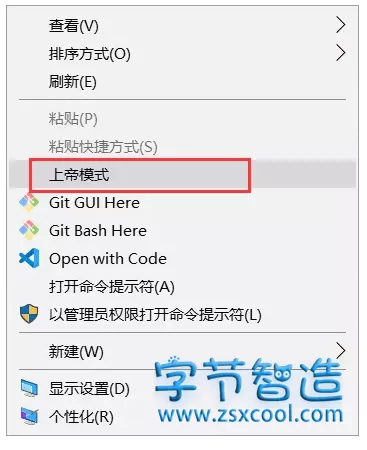 查看(V)
排序方式(O)
刷新(E)
粘贴(P)
粘贴快捷方式(S)
上帝模式
Git GUI Here
Git Bash Here
Open with Code
打开命令提示符(A)
以管理员权限打开命令提示符(L)
新建(W)
显示设置(D)
个性化(R)
字节智造
www.zsxcool.com